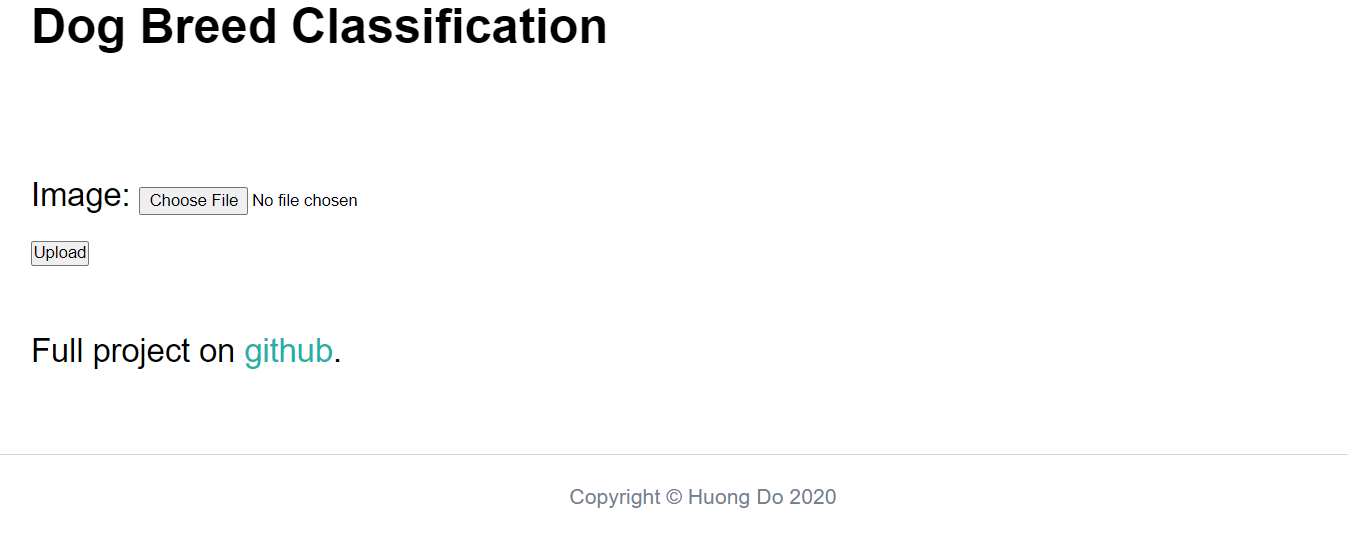 Dog Breed Classification
Image: Choose File No file chosen
Upload
Full project on github.
Copyright © Huong Do 2020